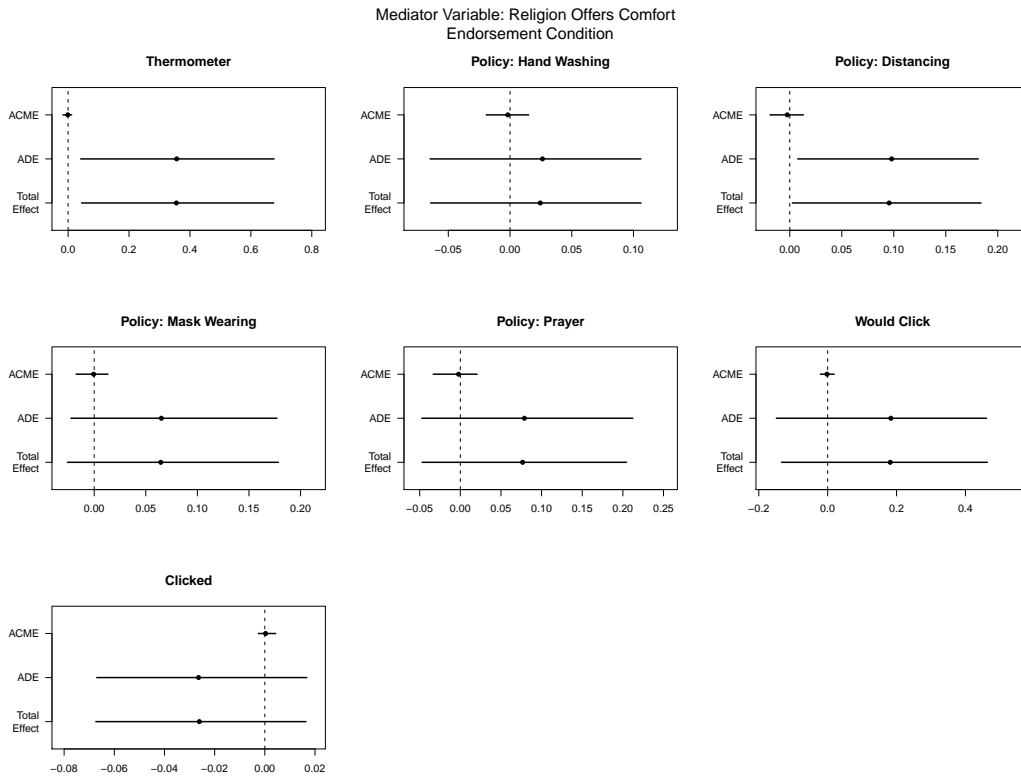 Mediator Variable: Religion Offers Comfort
Endorsement Condition
Thermometer
ACME
ADE
Total
Effect
0.0 0.2 0.4 0.6 0.8
Policy: Hand Washing
ACME
ADE
Total
Effect
−0.05 0.00 0.05 0.10
Policy: Distancing
ACME
ADE
Total
Effect
0.00 0.05 0.10 0.15 0.20
Policy: Mask Wearing
ACME
ADE
Total
Effect
0.00 0.05 0.10 0.15 0.20
Policy: Prayer
ACME
ADE
Total
Effect
−0.05 0.00 0.05 0.10 0.15 0.20 0.25
Would Click
ACME
ADE
Total
Effect
−0.2 0.0 0.2 0.4
Clicked
ACME
ADE
Total
Effect
−0.08 −0.06 −0.04 −0.02 0.00 0.02